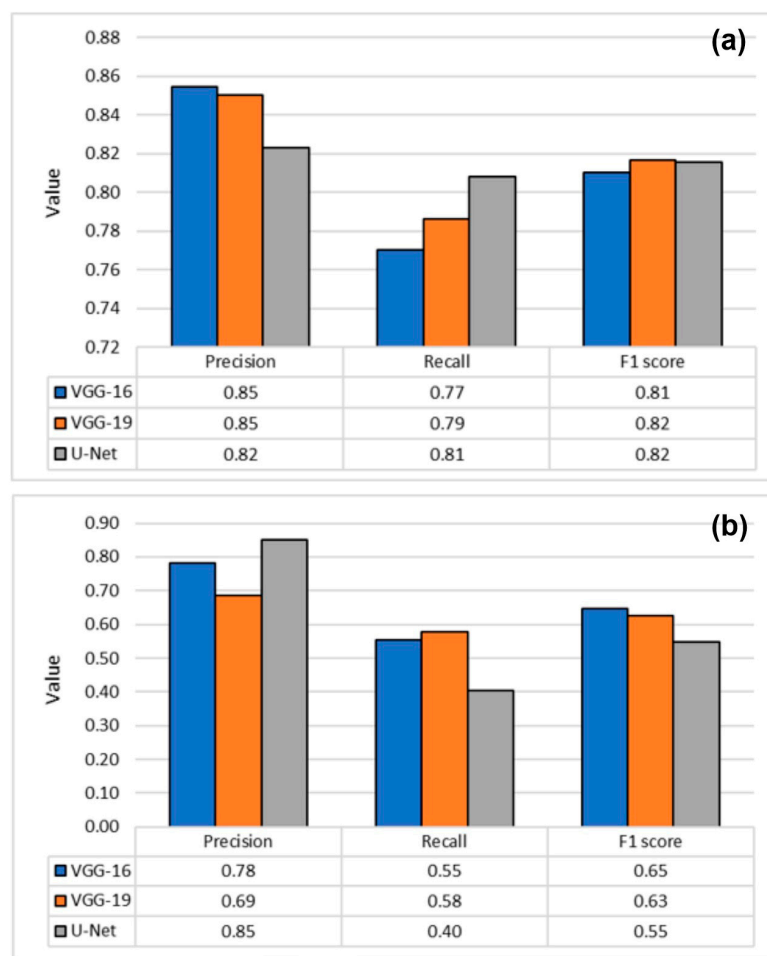 (a)
0.88
0.86
0.84
0.82
0.80
0.78
0.76
0.74
0.72
Value
Precision Recall F1 score
VGG-16 0.85 0.77 0.81
VGG-19 0.85 0.79 0.82
U-Net 0.82 0.81 0.82
(b)
0.90
0.80
0.70
0.60
0.50
0.40
0.30
0.20
0.10
0.00
Value
Precision Recall F1 score
VGG-16 0.78 0.55 0.65
VGG-19 0.69 0.58 0.63
U-Net 0.85 0.40 0.55